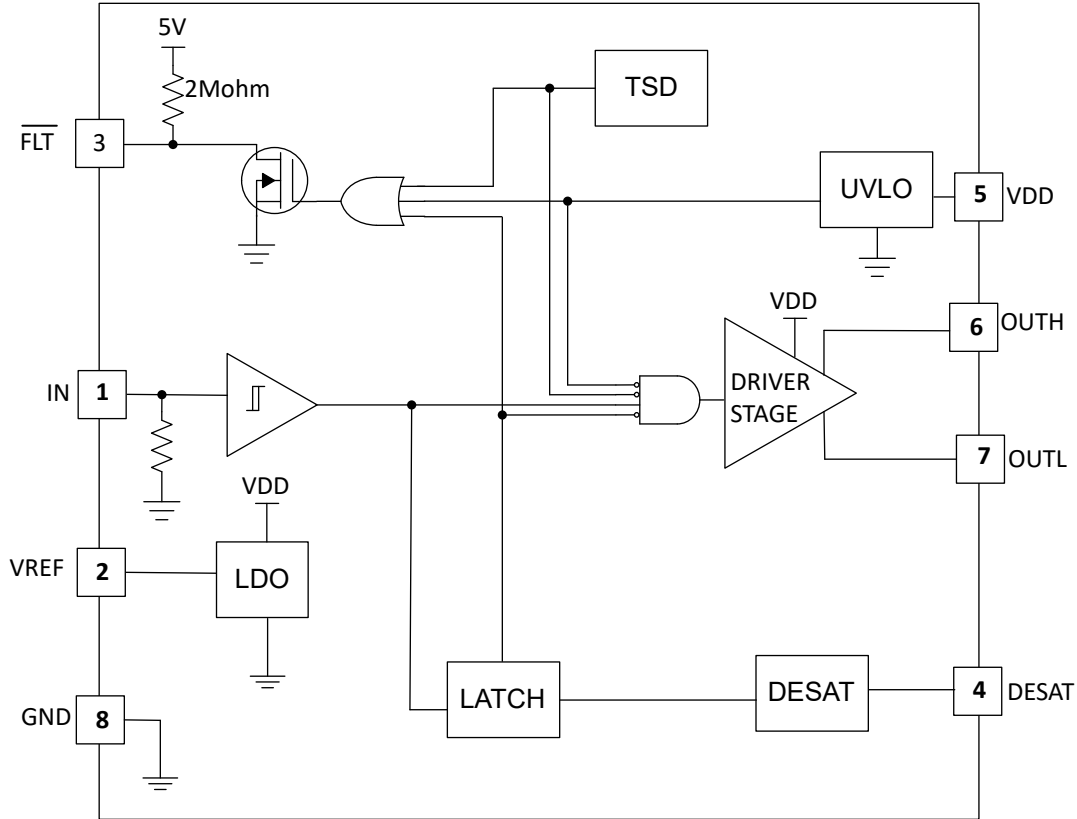 5V
2Mohm
TSD
FLT
3
UVLO
5
VDD
VDD
6
OUTH
IN
1
DRIVER
STAGE
7
OUTL
VDD
VREF
2
LDO
LATCH
DESAT
4
DESAT
GND
8